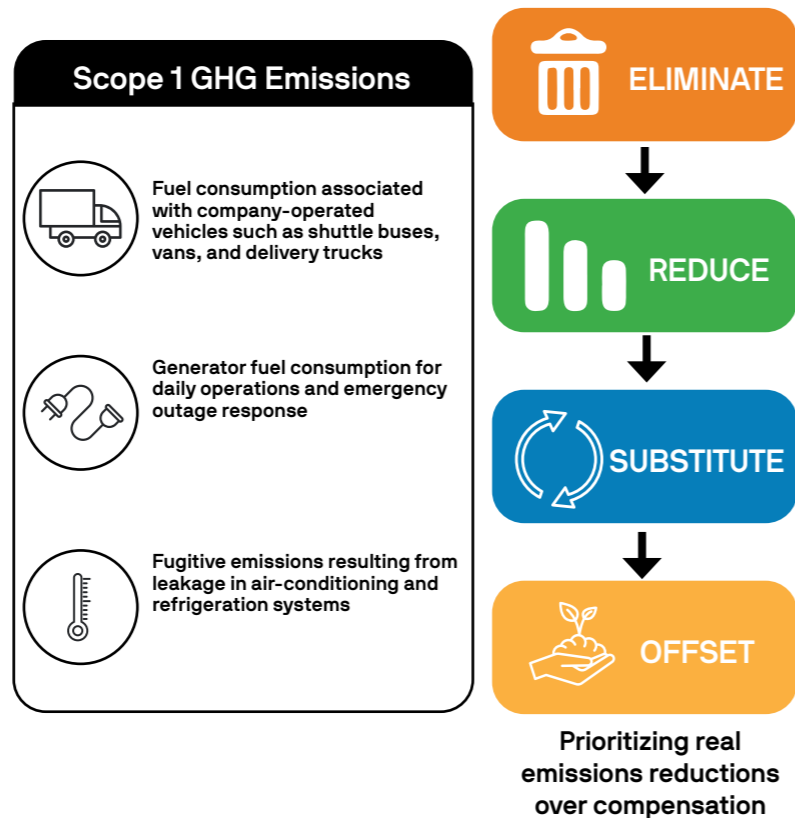 Scope 1 GHG Emissions
Fuel consumption associated
with company-operated
vehicles such as shuttle buses,
vans, and delivery trucks
Generator fuel consumption for
daily operations and emergency
outage response
Fugitive emissions resulting from
leakage in air-conditioning and
refrigeration systems
ELIMINATE
REDUCE
SUBSTITUTE
OFFSET
Prioritizing real
emissions reductions
over compensation